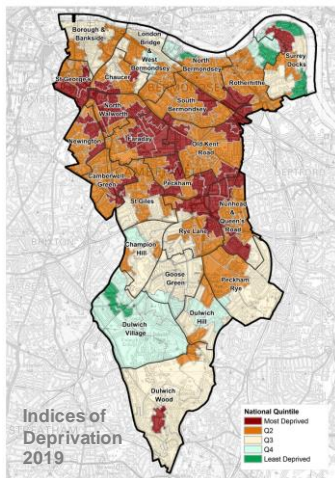 Borough &
Bankside
London
Bridge
&
West
Bermondsey
North
Bermondsey
Surrey
Docks
St George's
Chaucer
Rotherhithe
North
Walworth
South
Bermondsey
Newington
Faraday
Old Kent
Road
Camberwell
Green
Peckham
Nunhead
&
Queen's
Road
St Giles
Rye Lane
Champion
Hill
Goose
Green
Peckham
Rye
Dulwich
Village
Dulwich
Hill
Dulwich
Wood
Indices of
Deprivation
2019
National Quintile
Most Deprived
Q2
Q3
Q4
Least Deprived